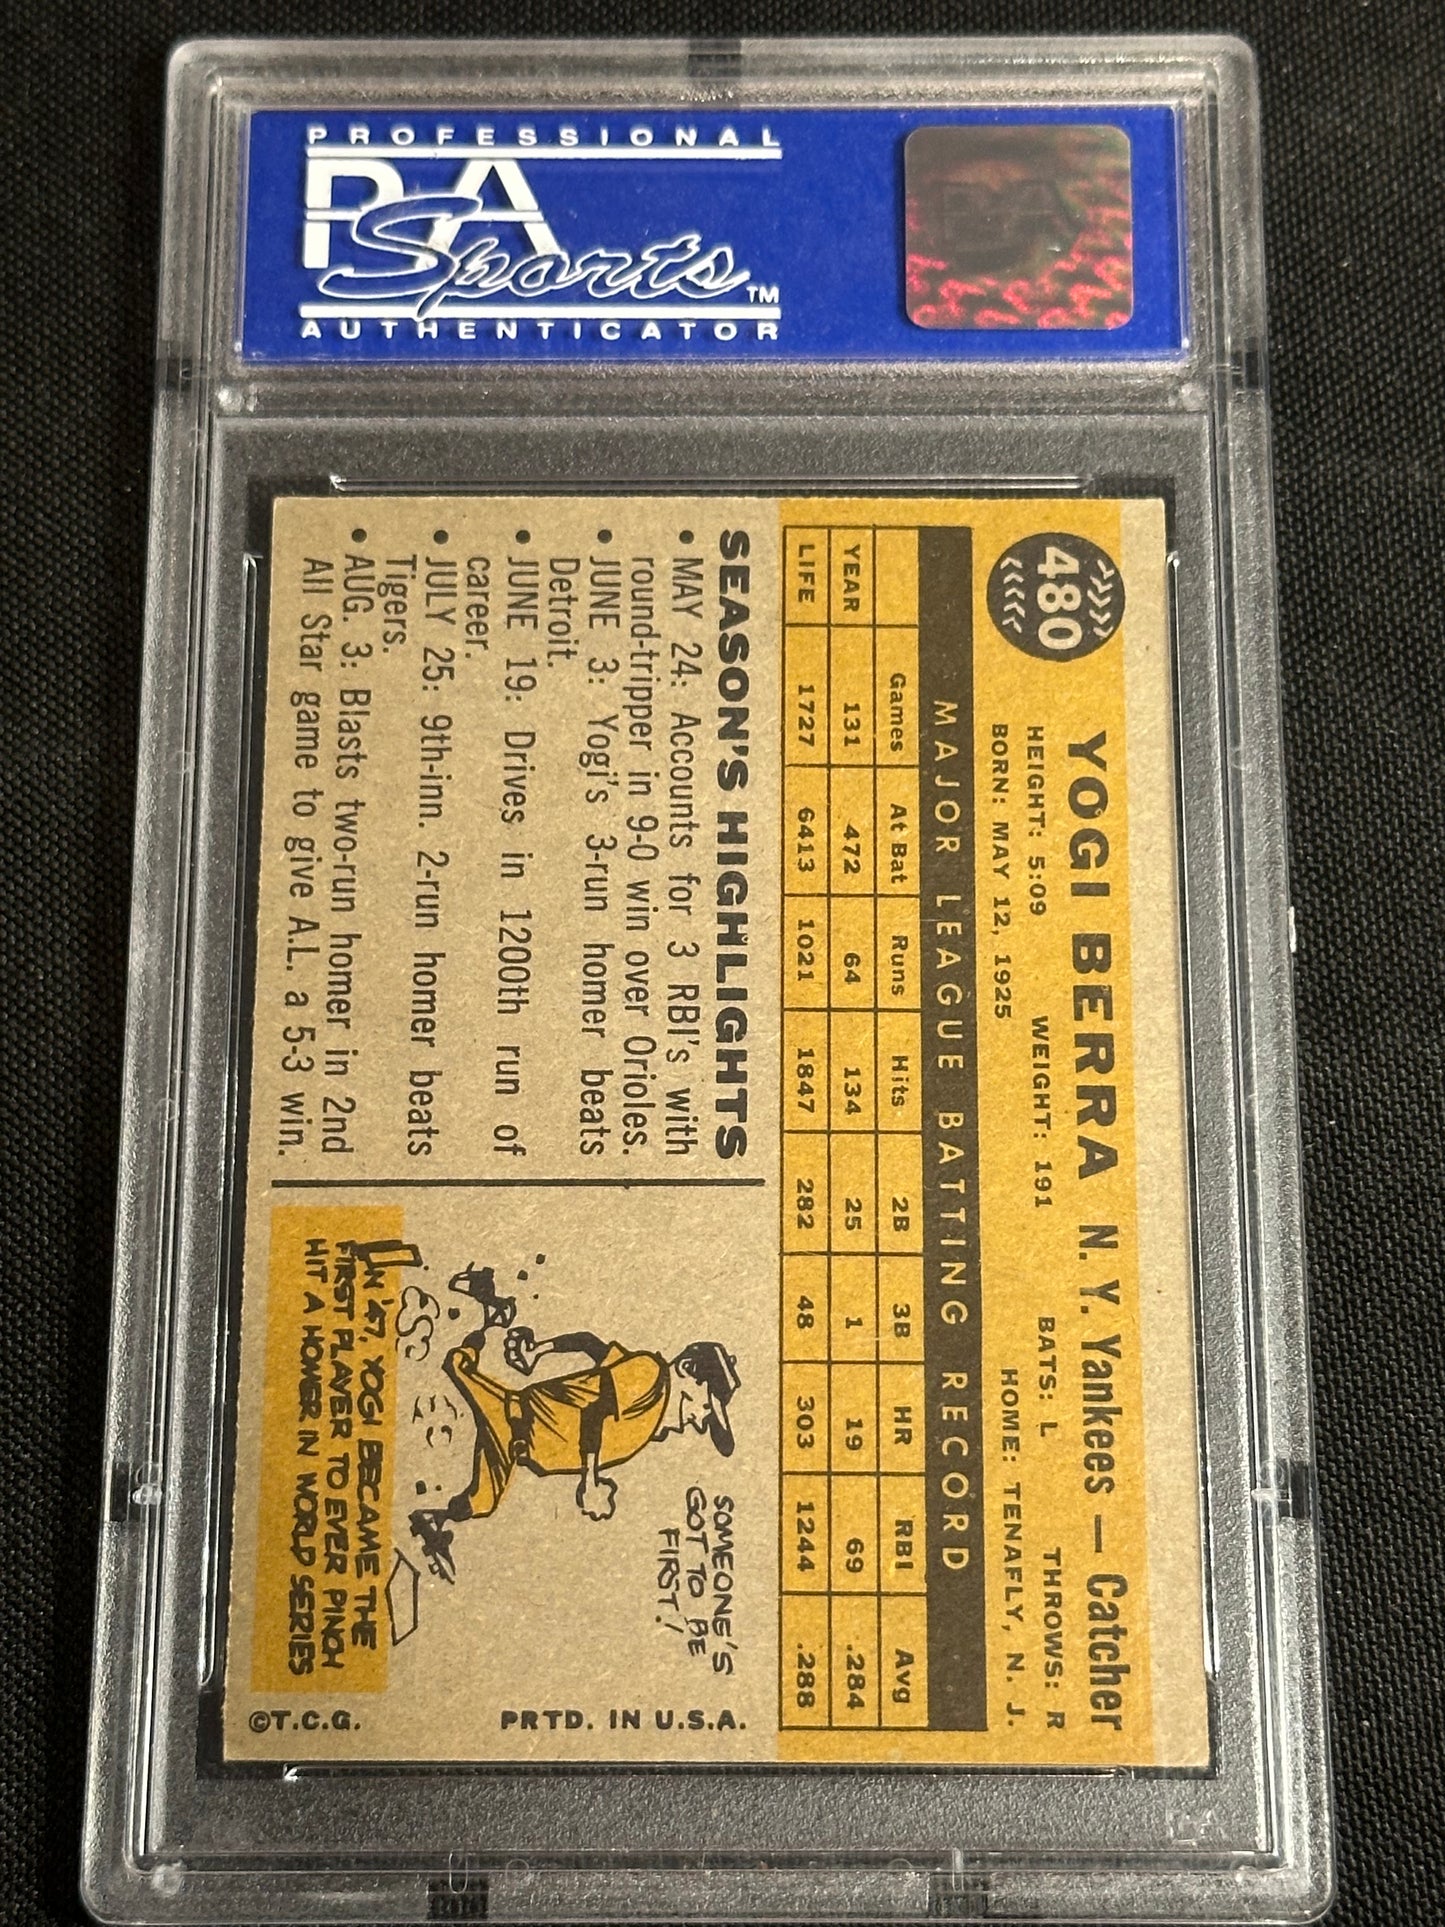 PROFESSIONAL
PSA
Sports™
AUTHENTICATOR
480
YOGI BERRA N. Y. Yankees — Catcher
HEIGHT: 5:09 WEIGHT: 191 BATS: L THROWS: R
BORN: MAY 12, 1925 HOME: TENAFLY, N. J.
MAJOR LEAGUE BATTING RECORD
Games At Bat Runs Hits 2B 3B HR RBI Avg
YEAR 131 472 64 134 25 1 19 69 .284
LIFE 1727 6413 1021 1847 282 48 303 1244 .288
SEASON'S HIGHLIGHTS
• MAY 24: Accounts for 3 RBI's with
round-tripper in 9-0 win over Orioles.
• JUNE 3: Yogi's 3-run homer beats
Detroit.
• JUNE 19: Drives in 1200th run of
career.
• JULY 25: 9th-inn. 2-run homer beats
Tigers.
• AUG. 3: Blasts two-run homer in 2nd
All Star game to give A.L. a 5-3 win.
SOMEONE'S
GOT TO BE
FIRST!
IN '47, YOGI BECAME THE
FIRST PLAYER TO EVER PINCH
HIT A HOMER IN WORLD SERIES
©T.C.G. PRTD. IN U.S.A.